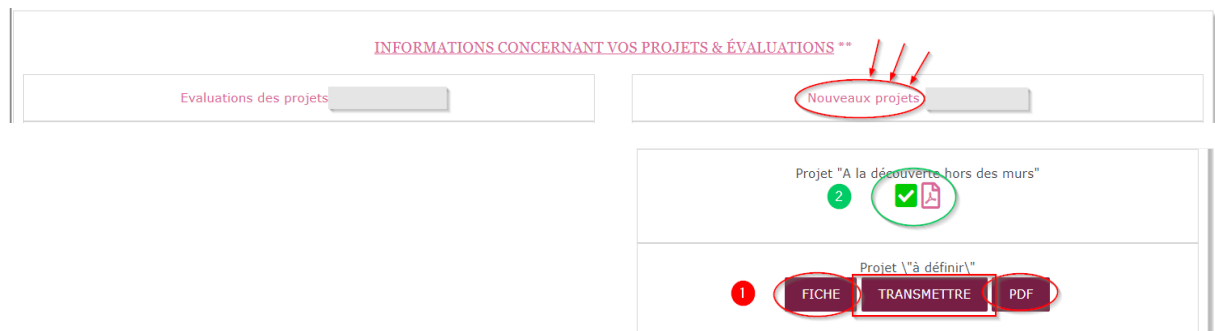 INFORMATIONS CONCERNANT VOS PROJETS & ÉVALUATIONS **
Evaluations des projets
Nouveaux projets
Projet "A la découverte hors des murs"
2
Projet \"à définir\"
1
FICHE
TRANSMETTRE
PDF